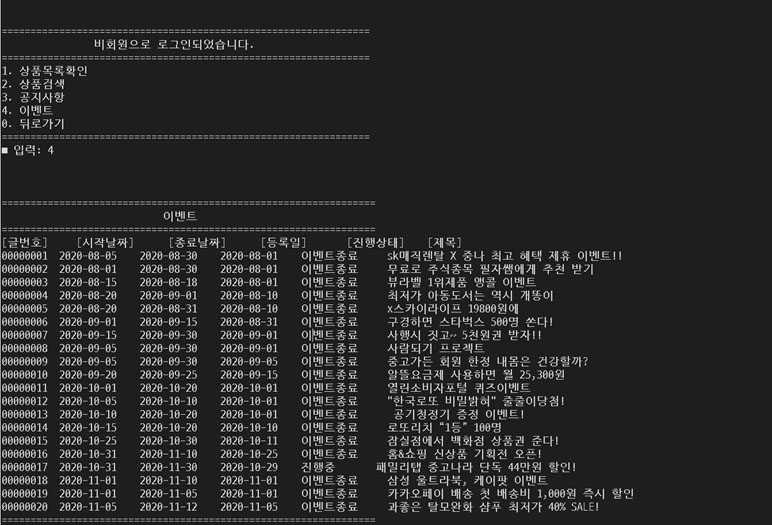 ================================================================
비회원으로 로그인되었습니다.
================================================================
1. 상품목록확인
2. 상품검색
3. 공지사항
4. 이벤트
0. 뒤로가기
================================================================
■ 입력: 4
=================================================================
이벤트
=================================================================
[글번호] [시작날짜] [종료날짜] [등록일] [진행상태] [제목]
00000001 2020-08-05 2020-08-30 2020-08-01 이벤트종료 sk매직렌탈 X 중나 최고 혜택 제휴 이벤트!!
00000002 2020-08-01 2020-08-30 2020-08-01 이벤트종료 무료로 주식종목 필자쌤에게 추천 받기
00000003 2020-08-15 2020-08-18 2020-08-01 이벤트종료 뷰라벨 1위제품 앵콜 이벤트
00000004 2020-08-20 2020-09-01 2020-08-10 이벤트종료 최저가 아동도서는 역시 개똥이
00000005 2020-08-20 2020-08-31 2020-08-10 이벤트종료 x스카이라이프 19800원에
00000006 2020-09-01 2020-09-15 2020-08-31 이벤트종료 구경하면 스타벅스 500명 쏜다!
00000007 2020-09-15 2020-09-30 2020-09-01 이벤트종료 사행시 짓고~ 5천원권 받자!!
00000008 2020-09-05 2020-09-30 2020-09-01 이벤트종료 사람되기 프로젝트
00000009 2020-09-05 2020-09-30 2020-09-05 이벤트종료 중고가든 회원 한정 내몸은 건강할까?
00000010 2020-09-20 2020-09-25 2020-09-15 이벤트종료 알뜰요금제 사용하면 월 25,300원
00000011 2020-10-01 2020-10-20 2020-10-01 이벤트종료 열린소비자포털 퀴즈이벤트
00000012 2020-10-05 2020-10-10 2020-10-01 이벤트종료 "한국로또 비밀밝혀" 줄줄이당첨!
00000013 2020-10-10 2020-10-20 2020-10-01 이벤트종료 공기청정기 증정 이벤트!
00000014 2020-10-15 2020-10-20 2020-10-10 이벤트종료 로또리치 “1등” 100명
00000015 2020-10-25 2020-10-30 2020-10-11 이벤트종료 잠실점에서 백화점 상품권 준다!
00000016 2020-10-31 2020-11-10 2020-10-25 이벤트종료 홈&쇼핑 신상품 기획전 오픈!
00000017 2020-10-31 2020-11-30 2020-10-29 진행중 패밀리탭 중고나라 단독 44만원 할인!
00000018 2020-11-01 2020-11-10 2020-11-01 이벤트종료 삼성 울트라북, 케이팟 이벤트
00000019 2020-11-01 2020-11-05 2020-11-01 이벤트종료 카카오페이 배송 첫 배송비 1,000원 즉시 할인
00000020 2020-11-05 2020-11-12 2020-11-05 이벤트종료 과좋은 탈모완화 샴푸 최저가 40% SALE!
=================================================================